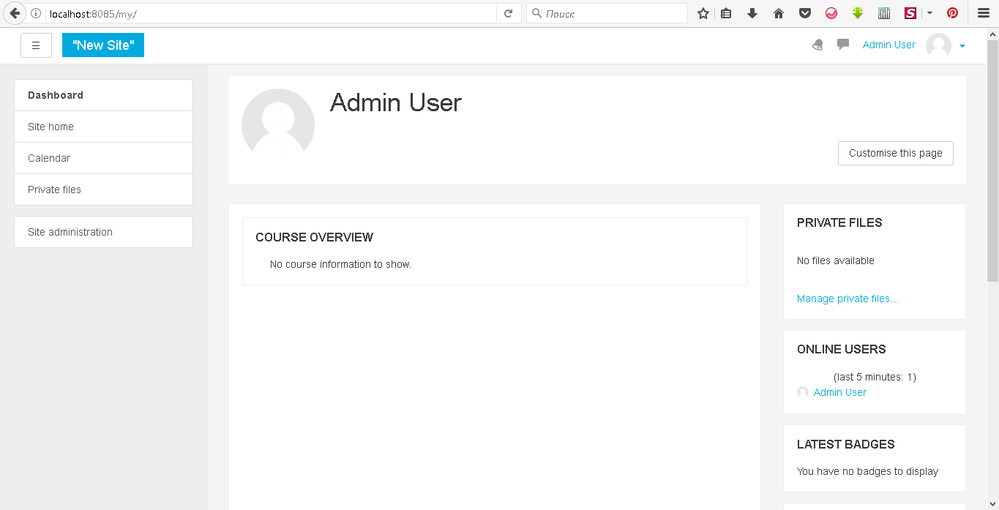 localhost:8085/my/
Поиск
"New Site"
Admin User
Dashboard
Site home
Calendar
Private files
Site administration
Admin User
Customise this page
COURSE OVERVIEW
No course information to show.
PRIVATE FILES
No files available
Manage private files...
ONLINE USERS
(last 5 minutes: 1)
Admin User
LATEST BADGES
You have no badges to display